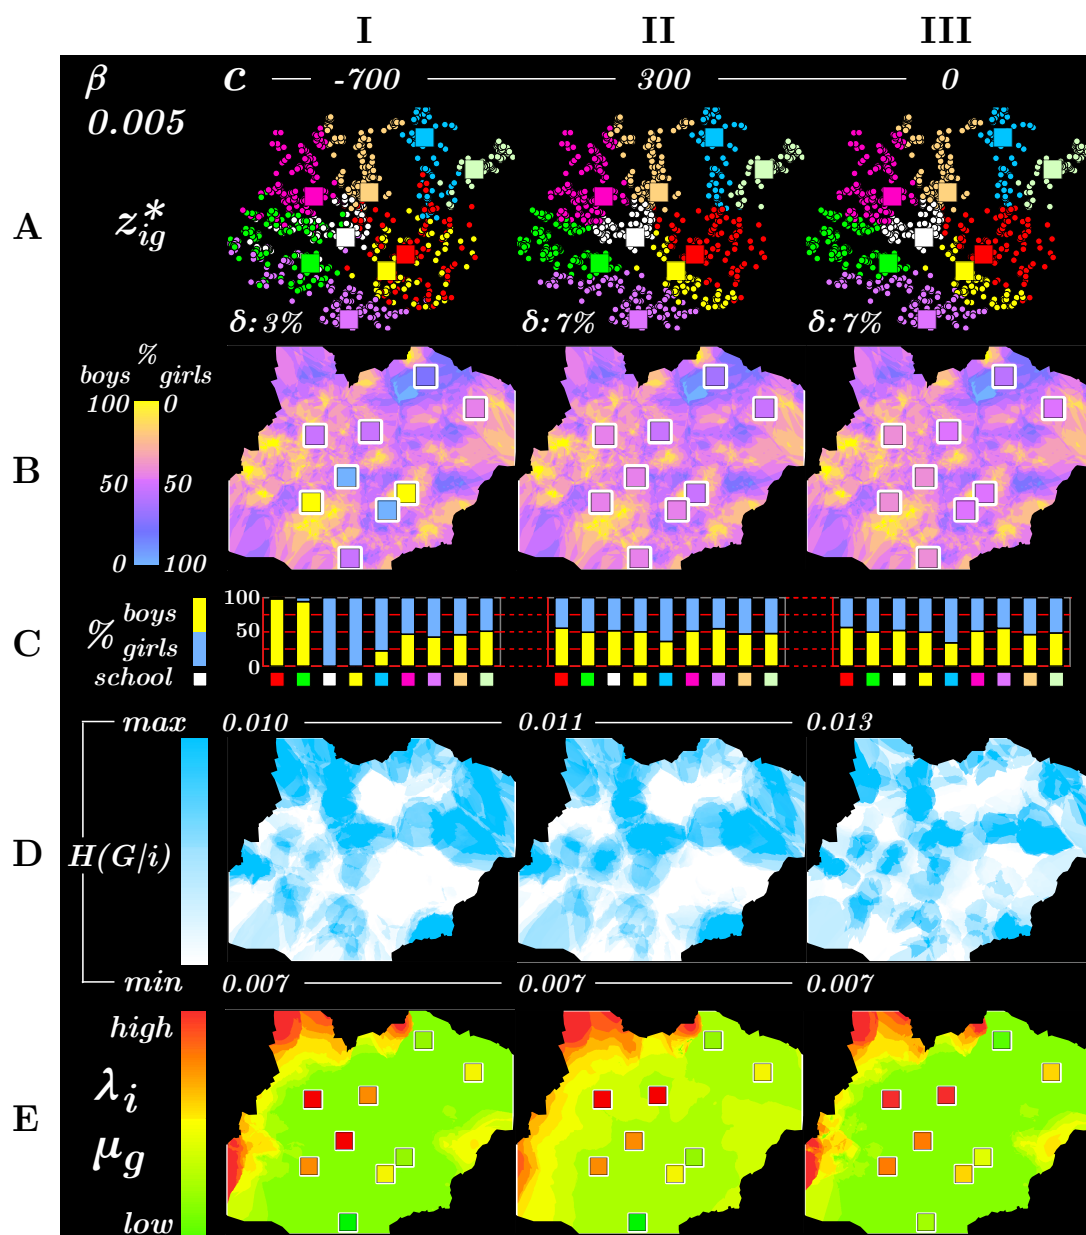 I II III
β c -700 300 0
0.005
A z*ig
δ: 3% δ: 7% δ: 7%
%
boys girls
100 0
B 50 50
0 100
100
% boys
C 50
girls
0
school
max 0.010 0.011 0.013
D H(G|i)
min 0.007 0.007 0.007
high
λi
E
μg
low